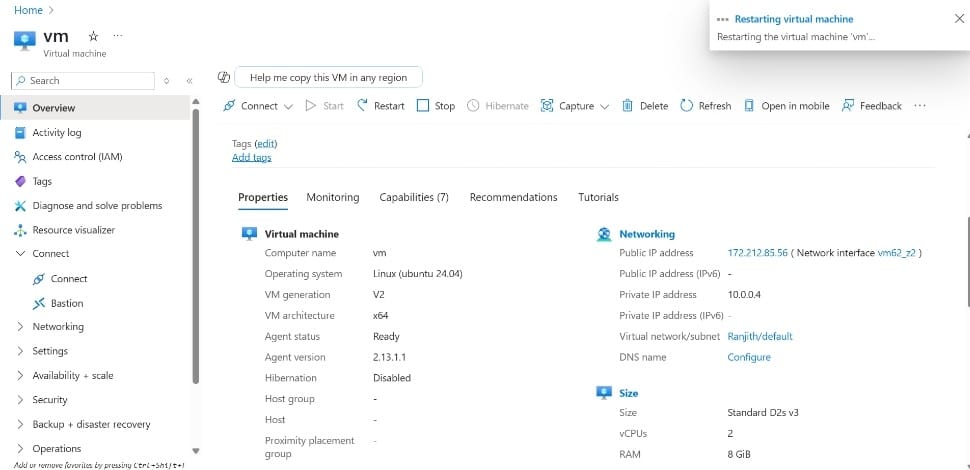 Home >
vm
Virtual machine
Restarting virtual machine
Restarting the virtual machine 'vm'...
Search
Help me copy this VM in any region
Connect Start Restart Stop Hibernate Capture Delete Refresh Open in mobile Feedback
Overview
Activity log
Access control (IAM)
Tags
Diagnose and solve problems
Resource visualizer
Connect
Connect
Bastion
Networking
Settings
Availability + scale
Security
Backup + disaster recovery
Operations
Add or remove favorites by pressing Ctrl+Shift+F
Tags (edit)
Add tags
Properties Monitoring Capabilities (7) Recommendations Tutorials
Virtual machine
Computer name vm
Operating system Linux (ubuntu 24.04)
VM generation V2
VM architecture x64
Agent status Ready
Agent version 2.13.1.1
Hibernation Disabled
Host group -
Host -
Proximity placement group -
Networking
Public IP address 172.212.85.56 ( Network interface vm62_z2 )
Public IP address (IPv6) -
Private IP address 10.0.0.4
Private IP address (IPv6) -
Virtual network/subnet Ranjith/default
DNS name Configure
Size
Size Standard D2s v3
vCPUs 2
RAM 8 GiB